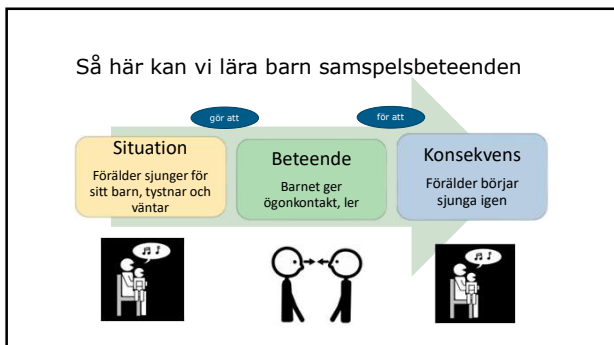 Så här kan vi lära barn samspelsbeteenden
gör att
för att
Situation
Förälder sjunger för
sitt barn, tystnar och
väntar
Beteende
Barnet ger
ögonkontakt, ler
Konsekvens
Förälder börjar
sjunga igen